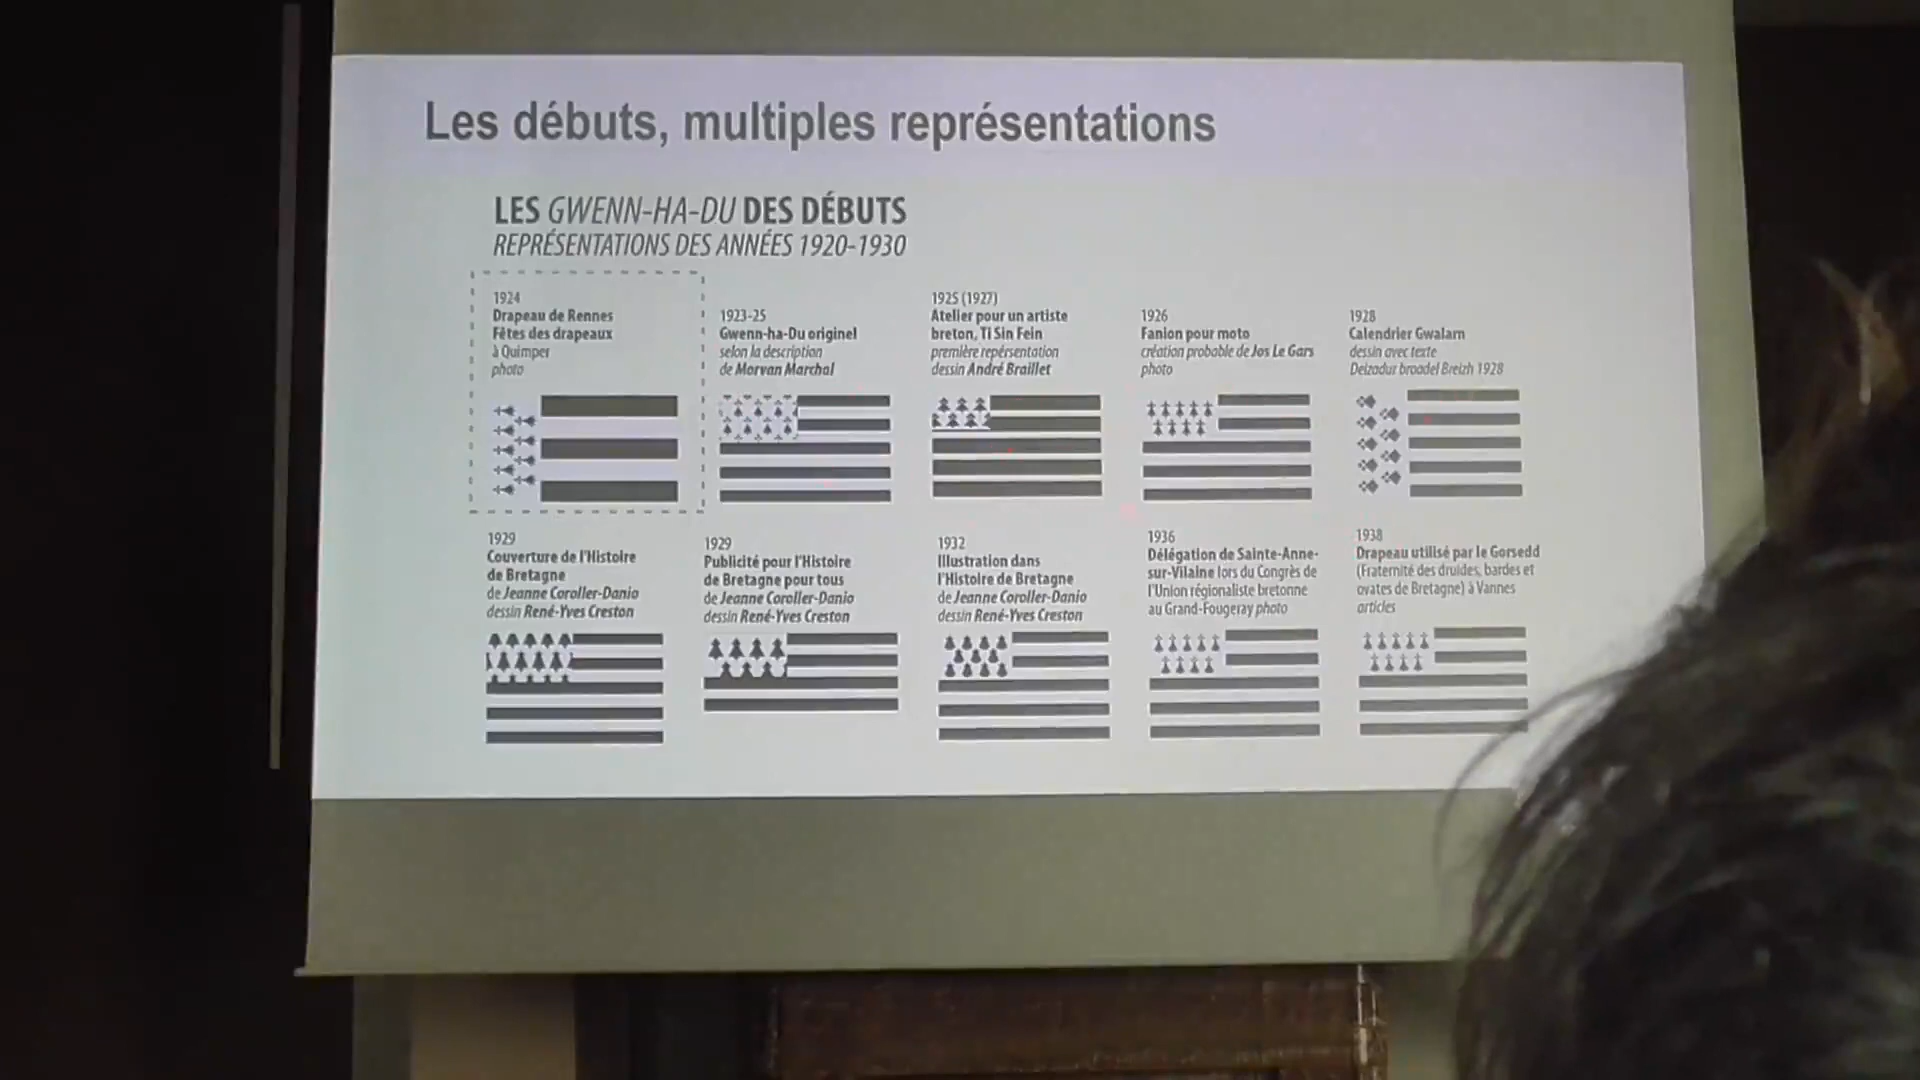 Les débuts, multiples représentations
LES GWENN-HA-DU DES DÉBUTS
REPRÉSENTATIONS DES ANNÉES 1920-1930
1924
Drapeau de Rennes
Fêtes des drapeaux
à Quimper
photo
1923-25
Gwenn-ha-Du originel
selon la description
de Morvan Marchal
1925 (1927)
Atelier pour un artiste
breton, Ti Sin Fein
première reprèrsentation
dessin André Braillet
1926
Fanion pour moto
création probable de Jos Le Gars
photo
1928
Calendrier Gwalarn
dessin avec texte
Deizadur broadel Breizh 1928
1929
Couverture de l'Histoire
de Bretagne
de Jeanne Coroller-Danio
dessin René-Yves Creston
1929
Publicité pour l'Histoire
de Bretagne pour tous
de Jeanne Coroller-Danio
dessin René-Yves Creston
1932
Illustration dans
l'Histoire de Bretagne
de Jeanne Coroller-Danio
dessin René-Yves Creston
1936
Délégation de Sainte-Anne-
sur-Vilaine lors du Congrès de
l'Union régionaliste bretonne
au Grand-Fougeray photo
1938
Drapeau utilisé par le Gorsedd
(Fraternité des druides, bardes et
ovates de Bretagne) à Vannes
articles